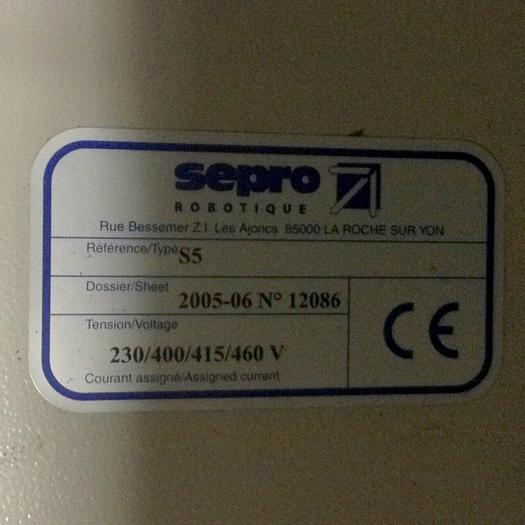 sepro
ROBOTIQUE
Rue Bessemer Z.I. Les Ajoncs 85000 LA ROCHE SUR YON
Référence/Type S5
Dossier/Sheet 2005-06 N° 12086
Tension/Voltage
230/400/415/460 V
Courant assigné/Assigned current
CE